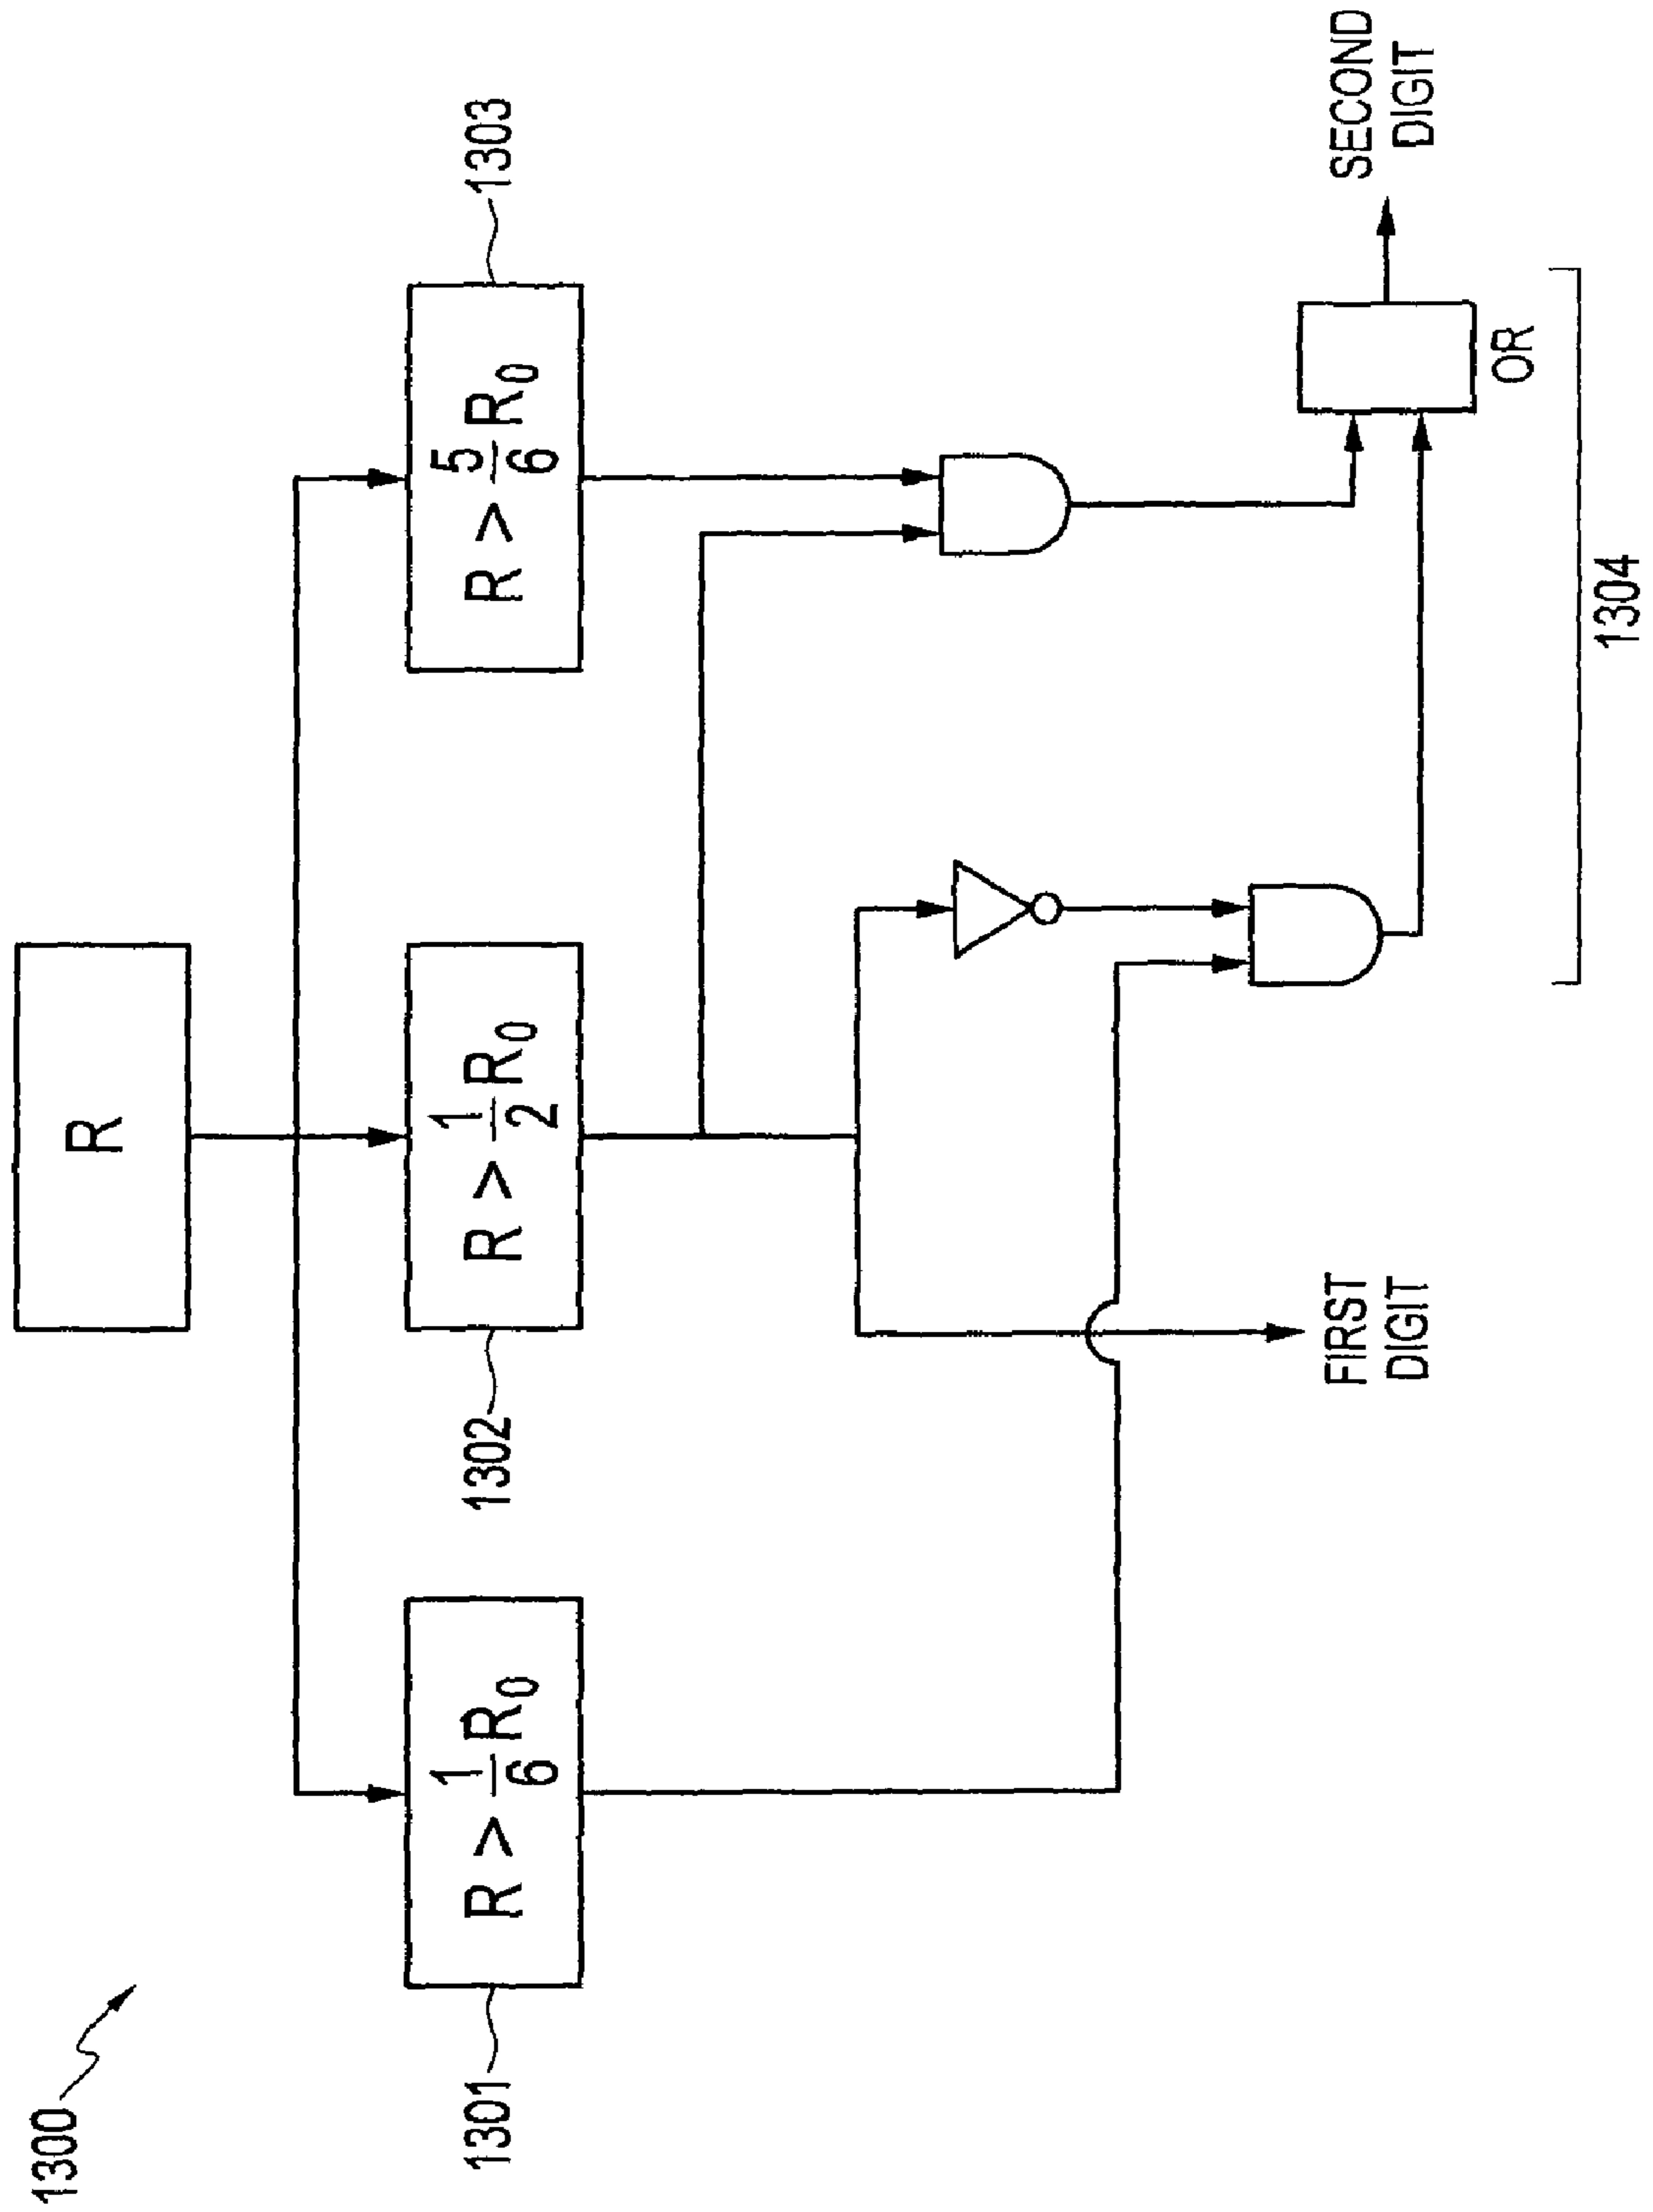 1300
R
1301
R > 1/6 R0
1302
R > 1/2 R0
1303
R > 5/6 R0
FIRST
DIGIT
SECOND
DIGIT
OR
1304